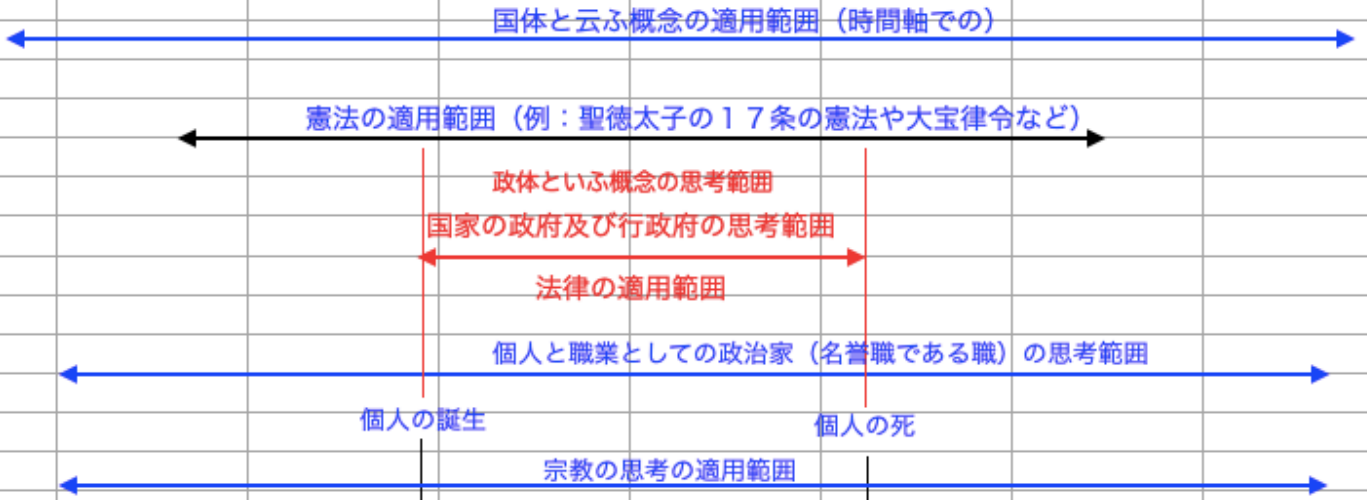 国体と云ふ概念の適用範囲（時間軸での）
憲法の適用範囲（例：聖徳太子の１７条の憲法や大宝律令など）
政体といふ概念の思考範囲
国家の政府及び行政府の思考範囲
法律の適用範囲
個人と職業としての政治家（名誉職である職）の思考範囲
個人の誕生
個人の死
宗教の思考の適用範囲